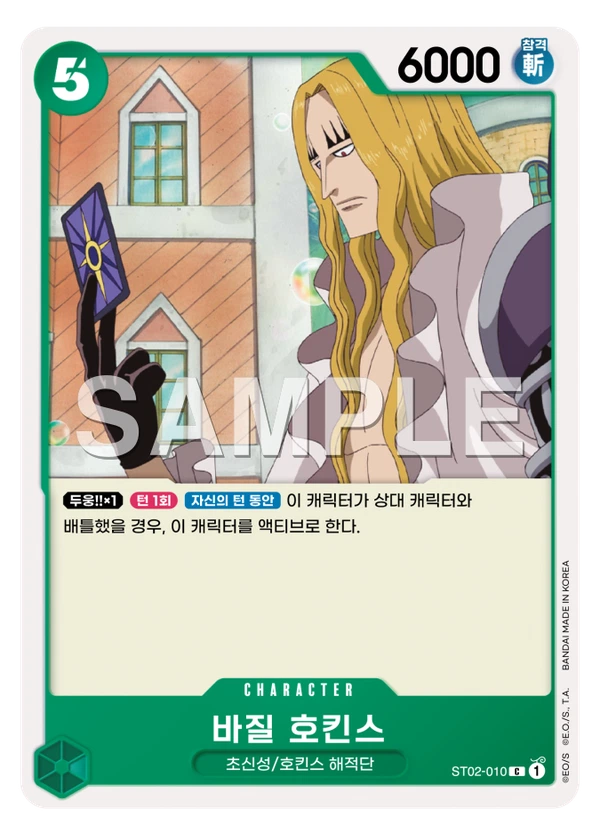 5
6000
참격
斬
SAMPLE
두웅!!×1 턴 1회 자신의 턴 동안 이 캐릭터가 상대 캐릭터와
배틀했을 경우, 이 캐릭터를 액티브로 한다.
CHARACTER
바질 호킨스
초신성/호킨스 해적단
ST02-010 C 1
©EO/S ©E.O./S., T.A. BANDAI MADE IN KOREA